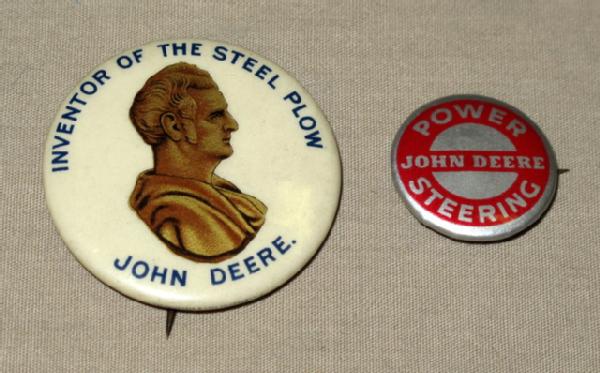 INVENTOR OF THE STEEL PLOW
JOHN DEERE.
POWER
JOHN DEERE
STEERING